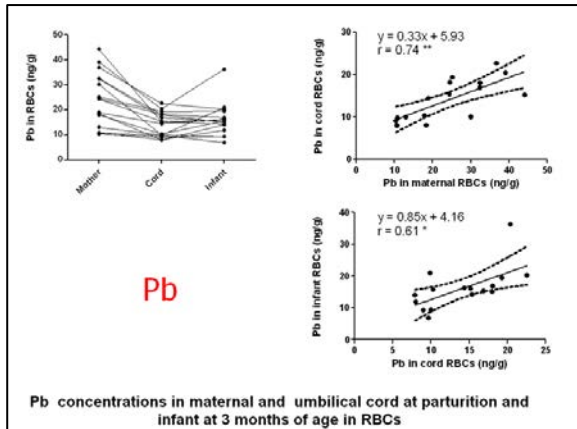 50
40
30
20
10
0
Pb in RBCs (ng/g)
Mother
Cord
Infant
y = 0.33x + 5.93
r = 0.74 **
30
20
10
0
Pb in cord RBCs (ng/g)
0 10 20 30 40 50
Pb in maternal RBCs (ng/g)
y = 0.85x + 4.16
r = 0.61 *
40
30
20
10
0
Pb in infant RBCs (ng/g)
5 10 15 20 25
Pb in cord RBCs (ng/g)
Pb
Pb concentrations in maternal and umbilical cord at parturition and
infant at 3 months of age in RBCs